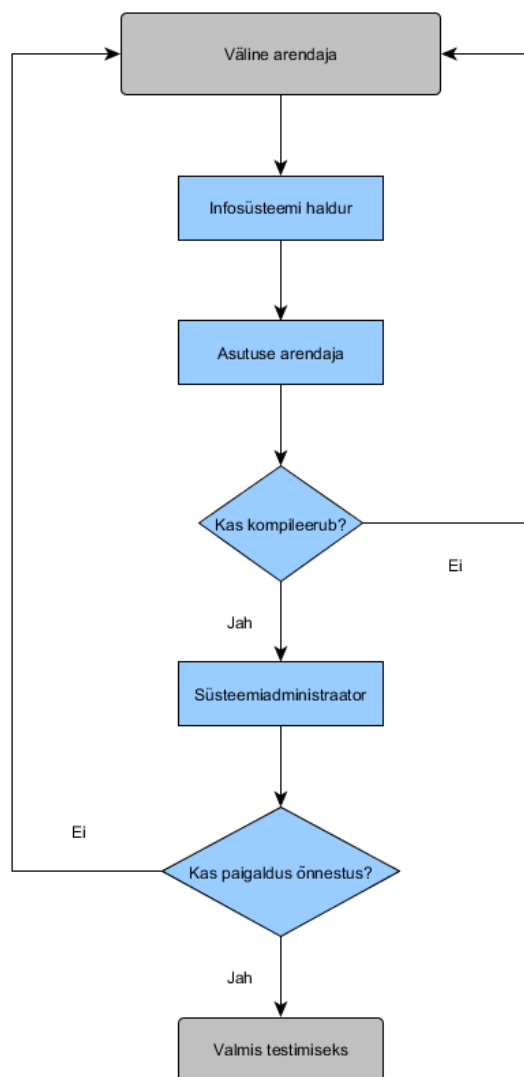 Väline arendaja
Infosüsteemi haldur
Asutuse arendaja
Kas kompileerub?
Ei
Jah
Süsteemiadministraator
Ei
Kas paigaldus õnnestus?
Jah
Valmis testimiseks